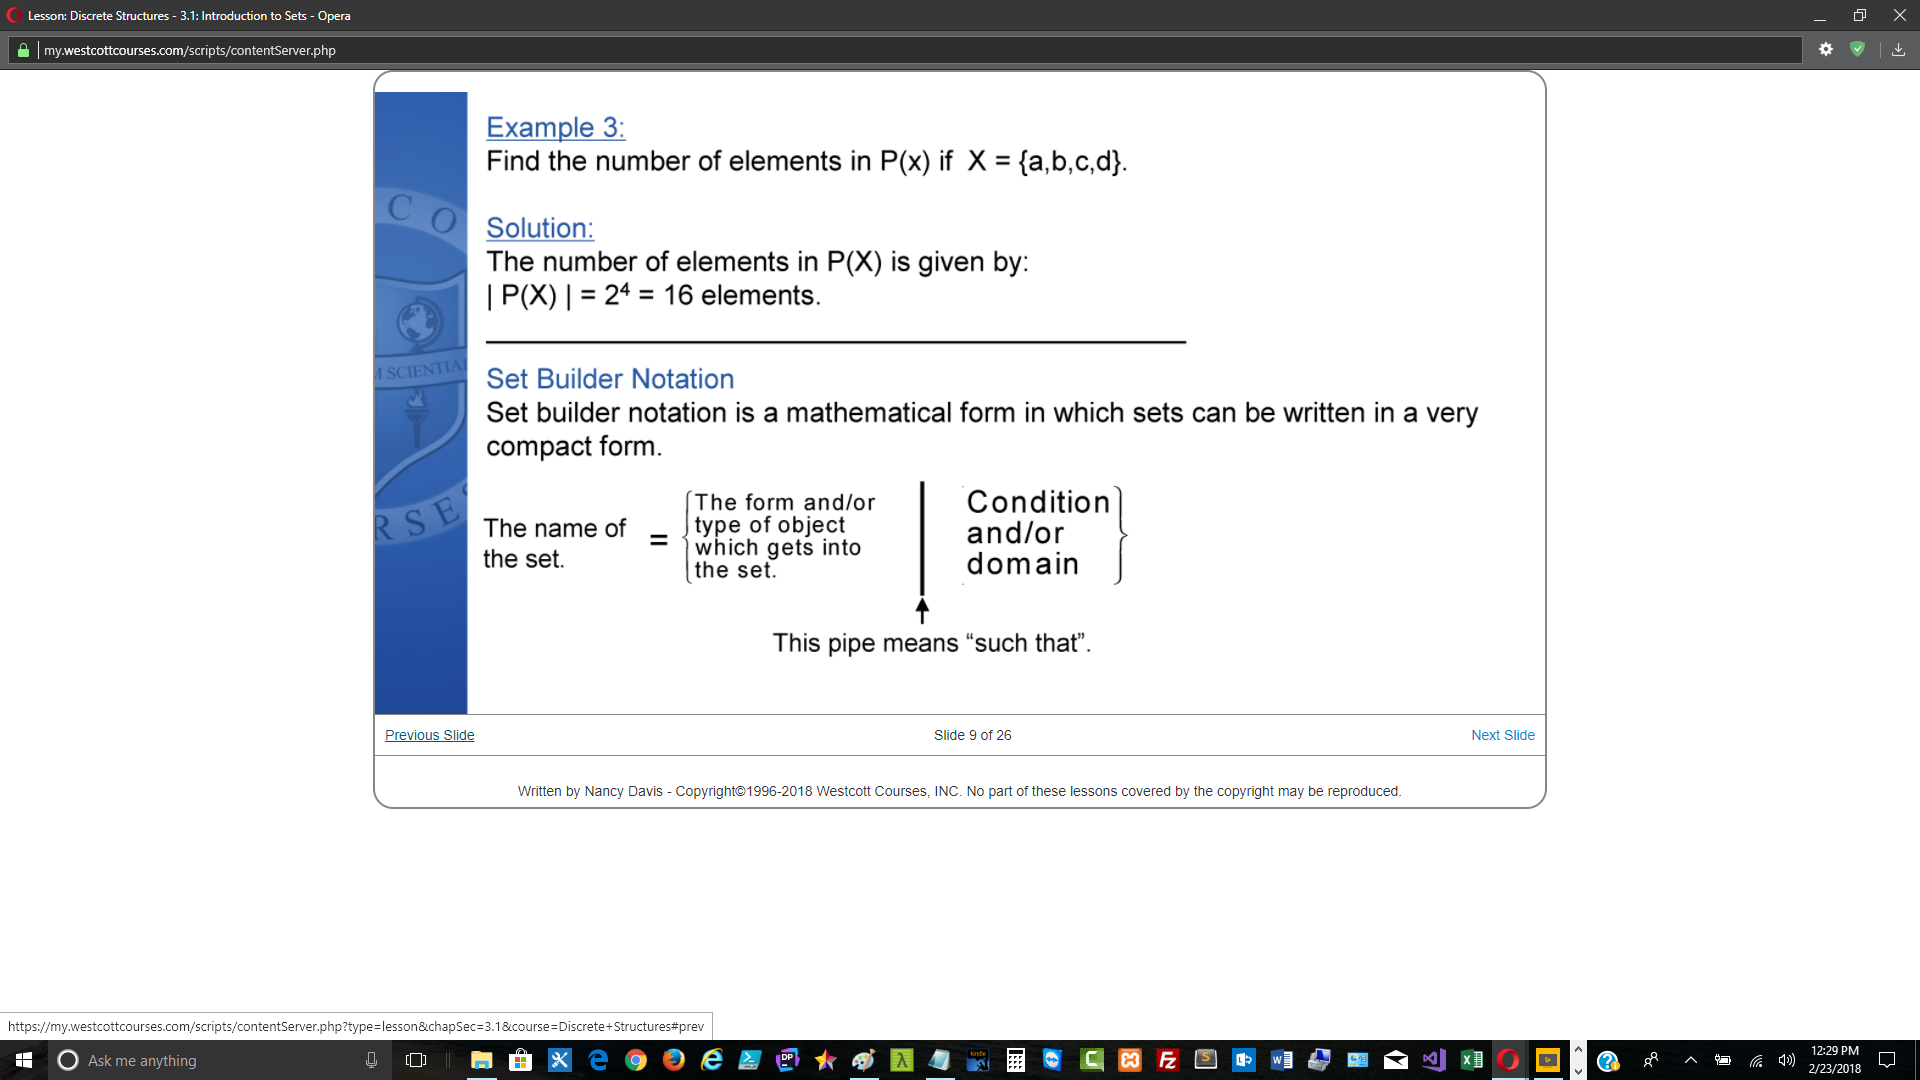 Lesson: Discrete Structures - 3.1: Introduction to Sets - Opera
my.westcottcourses.com/scripts/contentServer.php
Example 3:
Find the number of elements in P(x) if X = {a,b,c,d}.
Solution:
The number of elements in P(X) is given by:
| P(X) | = 2⁴ = 16 elements.
Set Builder Notation
Set builder notation is a mathematical form in which sets can be written in a very
compact form.
The name of
the set.
=
{The form and/or
type of object
which gets into
the set.
|
Condition
and/or
domain}
This pipe means “such that”.
C O
M SCIENTIA
R S E
Previous Slide
Slide 9 of 26
Next Slide
Written by Nancy Davis - Copyright©1996-2018 Westcott Courses, INC. No part of these lessons covered by the copyright may be reproduced.
https://my.westcottcourses.com/scripts/contentServer.php?type=lesson&chapSec=3.1&course=Discrete+Structures#prev
Ask me anything
12:29 PM
2/23/2018